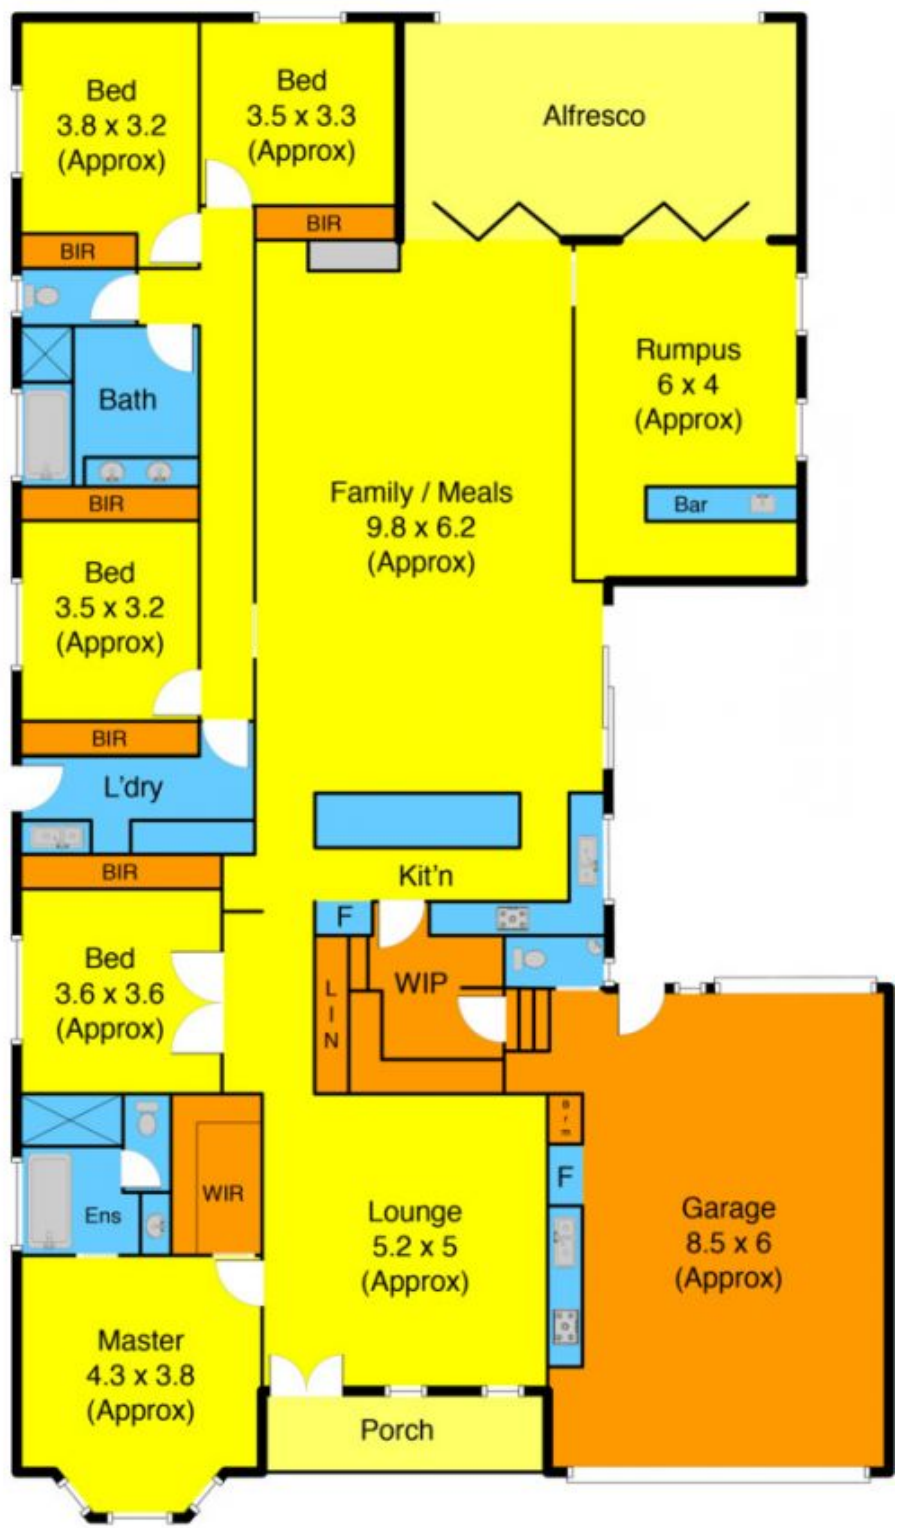 Bed
3.8 x 3.2
(Approx)
Bed
3.5 x 3.3
(Approx)
Alfresco
BIR
BIR
Bath
Rumpus
6 x 4
(Approx)
Family / Meals
9.8 x 6.2
(Approx)
BIR
Bar
Bed
3.5 x 3.2
(Approx)
BIR
L'dry
BIR
Kit'n
F
Bed
3.6 x 3.6
(Approx)
L
I
N
WIP
B
r
m
F
WIR
Ens
Lounge
5.2 x 5
(Approx)
Garage
8.5 x 6
(Approx)
Master
4.3 x 3.8
(Approx)
Porch